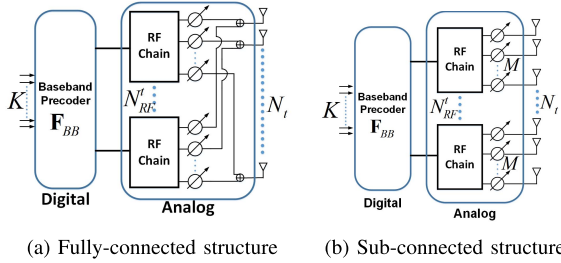 K
Baseband
Precoder
F_BB
Digital
RF
Chain
N^t_RF
RF
Chain
Analog
N_t
K
Baseband
Precoder
F_BB
Digital
RF
Chain
M
N^t_RF
RF
Chain
M
Analog
N_t
(a) Fully-connected structure
(b) Sub-connected structure